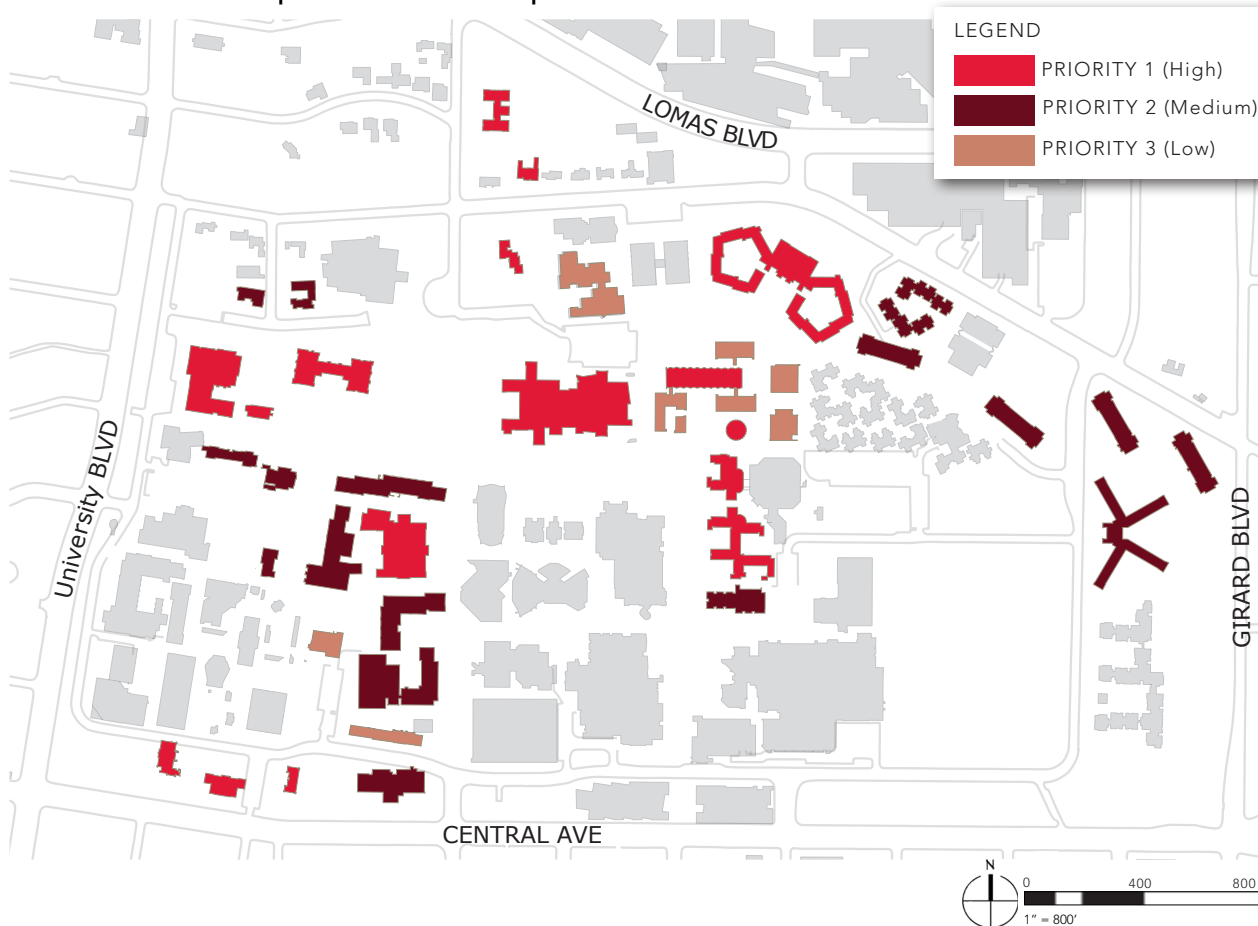 LEGEND
PRIORITY 1 (High)
PRIORITY 2 (Medium)
PRIORITY 3 (Low)
LOMAS BLVD
University BLVD
GIRARD BLVD
CENTRAL AVE
N
0 400 800
1" = 800'